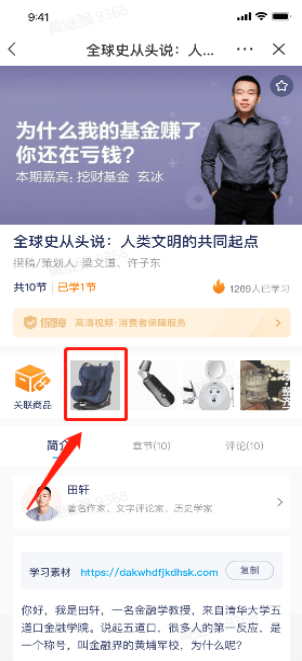 9:41
黄继强 9368
全球史从头说：人...
为什么我的基金赚了
你还在亏钱？
本期嘉宾：挖财基金 玄冰
全球史从头说：人类文明的共同起点
撰稿/策划人：梁文道、许子东
共10节 已学1节
1269人已学习
保障 高清视频·消费者保障服务
关联商品
简介
章节(10)
评论(10)
田轩
著名作家、文字评论家、历史学家
学习素材 https://dakwhdfjkdhsk.com 复制
你好，我是田轩，一名金融学教授，来自清华大学五
道口金融学院。说起五道口，很多人的第一反应，是
一个称号，叫金融界的黄埔军校，为什么呢？